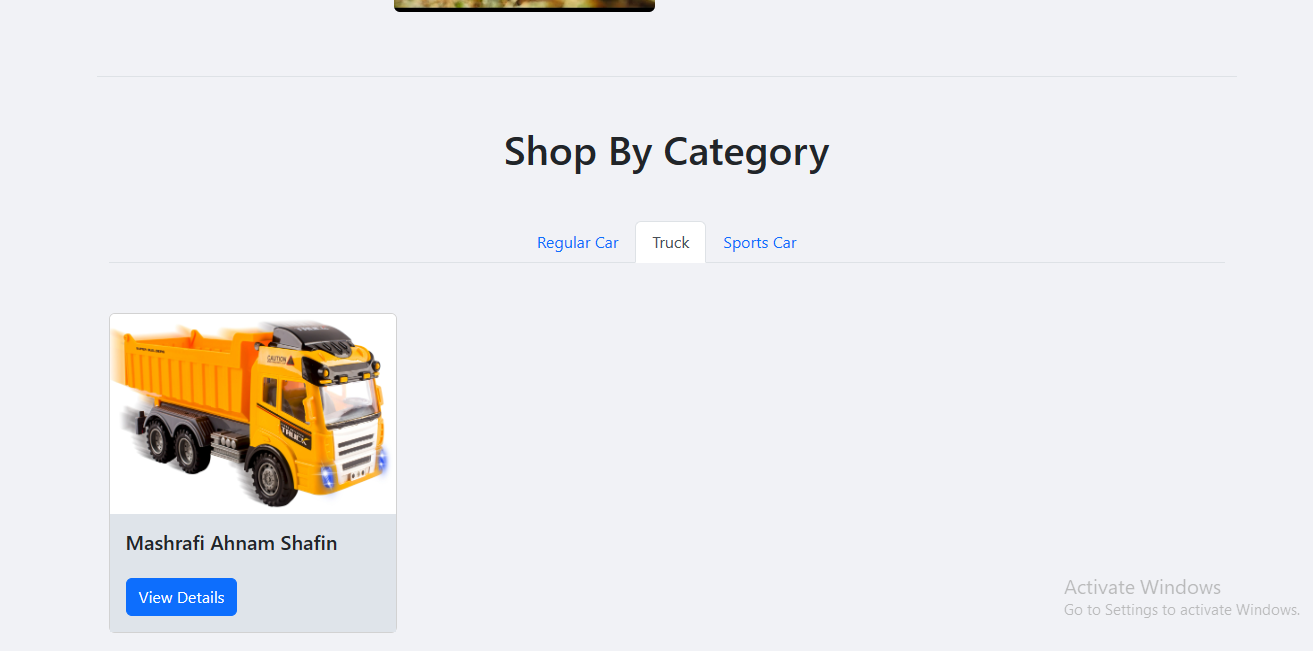 Shop By Category
Regular Car
Truck
Sports Car
CAUTION
TRUCK
Mashrafi Ahnam Shafin
View Details
Activate Windows
Go to Settings to activate Windows.